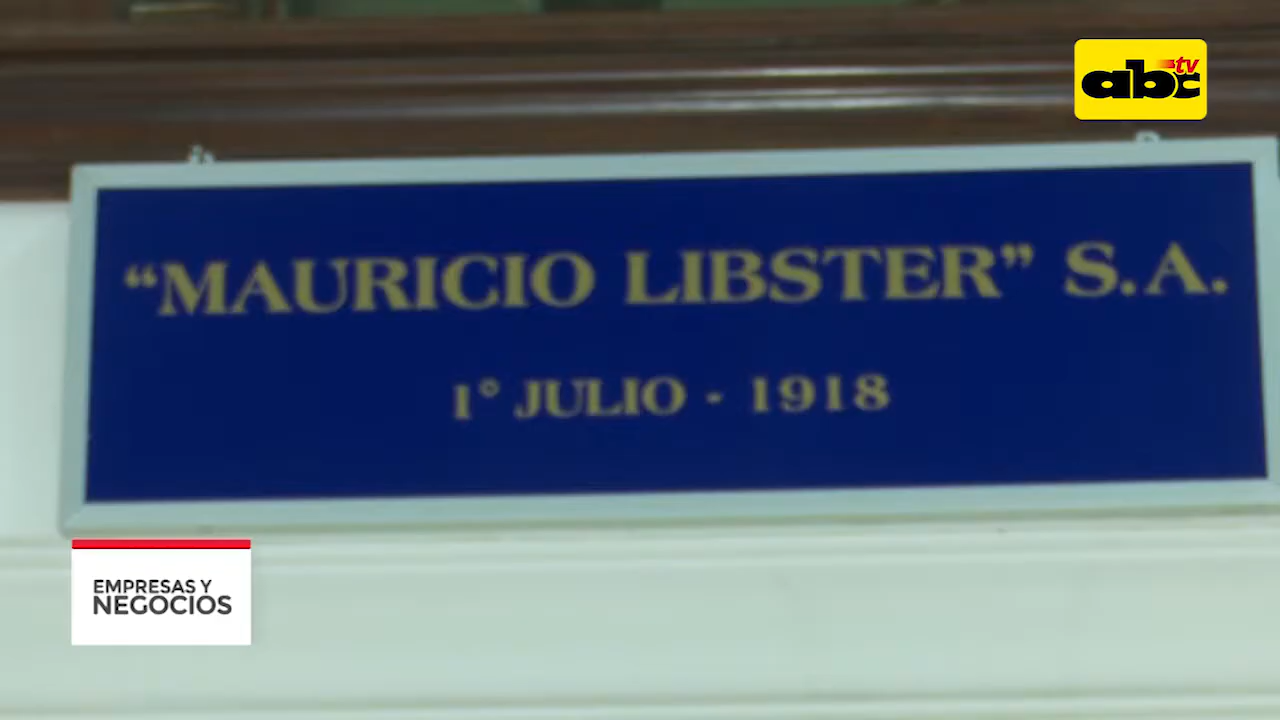 abc tv
"MAURICIO LIBSTER" S.A.
1° JULIO - 1918
EMPRESAS Y
NEGOCIOS